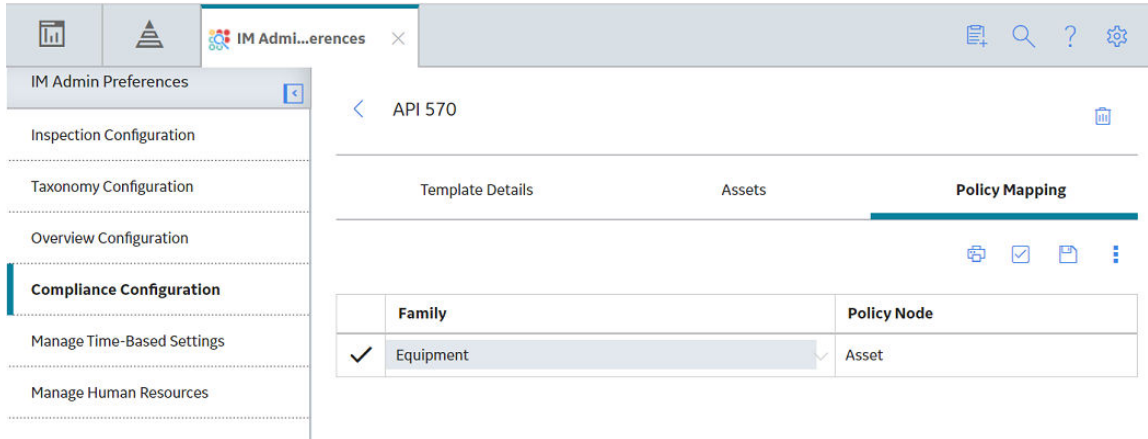 IM Admi...erences
IM Admin Preferences
Inspection Configuration
Taxonomy Configuration
Overview Configuration
Compliance Configuration
Manage Time-Based Settings
Manage Human Resources
API 570
Template Details Assets Policy Mapping
Family Policy Node
Equipment Asset